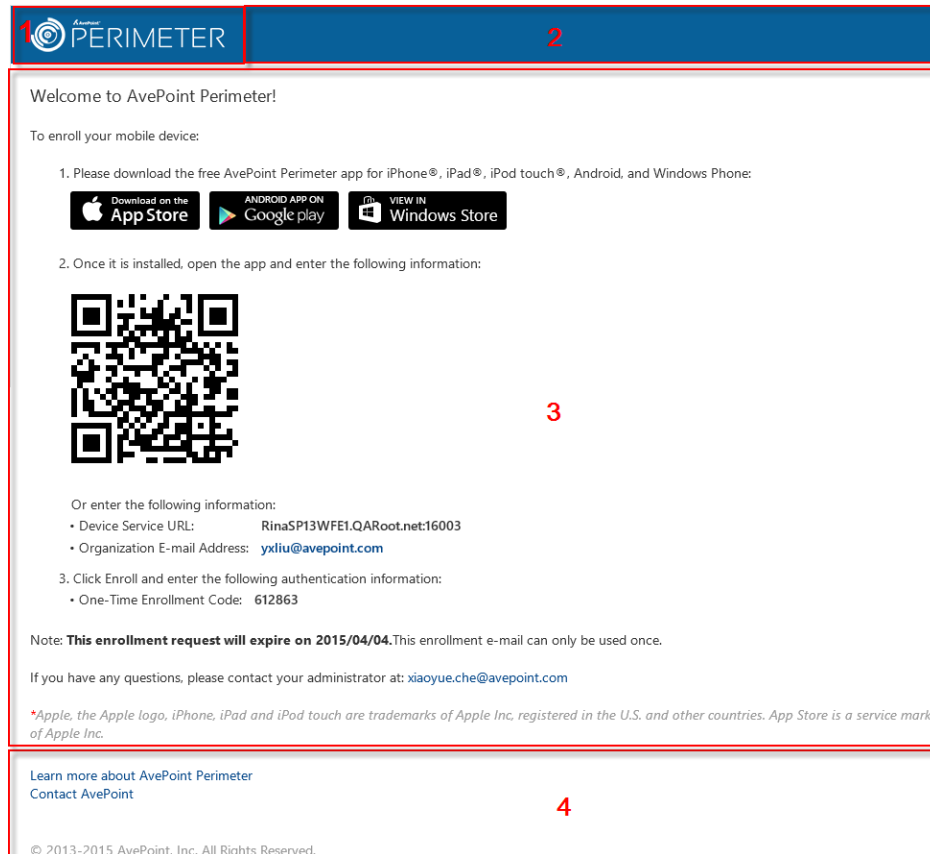 1
AvePoint
PERIMETER
2
Welcome to AvePoint Perimeter!
To enroll your mobile device:
1. Please download the free AvePoint Perimeter app for iPhone®, iPad®, iPod touch®, Android, and Windows Phone:
Download on the
App Store
ANDROID APP ON
Google play
VIEW IN
Windows Store
2. Once it is installed, open the app and enter the following information:
3
Or enter the following information:
• Device Service URL: RinaSP13WFE1.QARoot.net:16003
• Organization E-mail Address: yxliu@avepoint.com
3. Click Enroll and enter the following authentication information:
• One-Time Enrollment Code: 612863
Note: This enrollment request will expire on 2015/04/04.This enrollment e-mail can only be used once.
If you have any questions, please contact your administrator at: xiaoyue.che@avepoint.com
*Apple, the Apple logo, iPhone, iPad and iPod touch are trademarks of Apple Inc, registered in the U.S. and other countries. App Store is a service mark
of Apple Inc.
Learn more about AvePoint Perimeter
Contact AvePoint
4
© 2013-2015 AvePoint, Inc. All Rights Reserved.